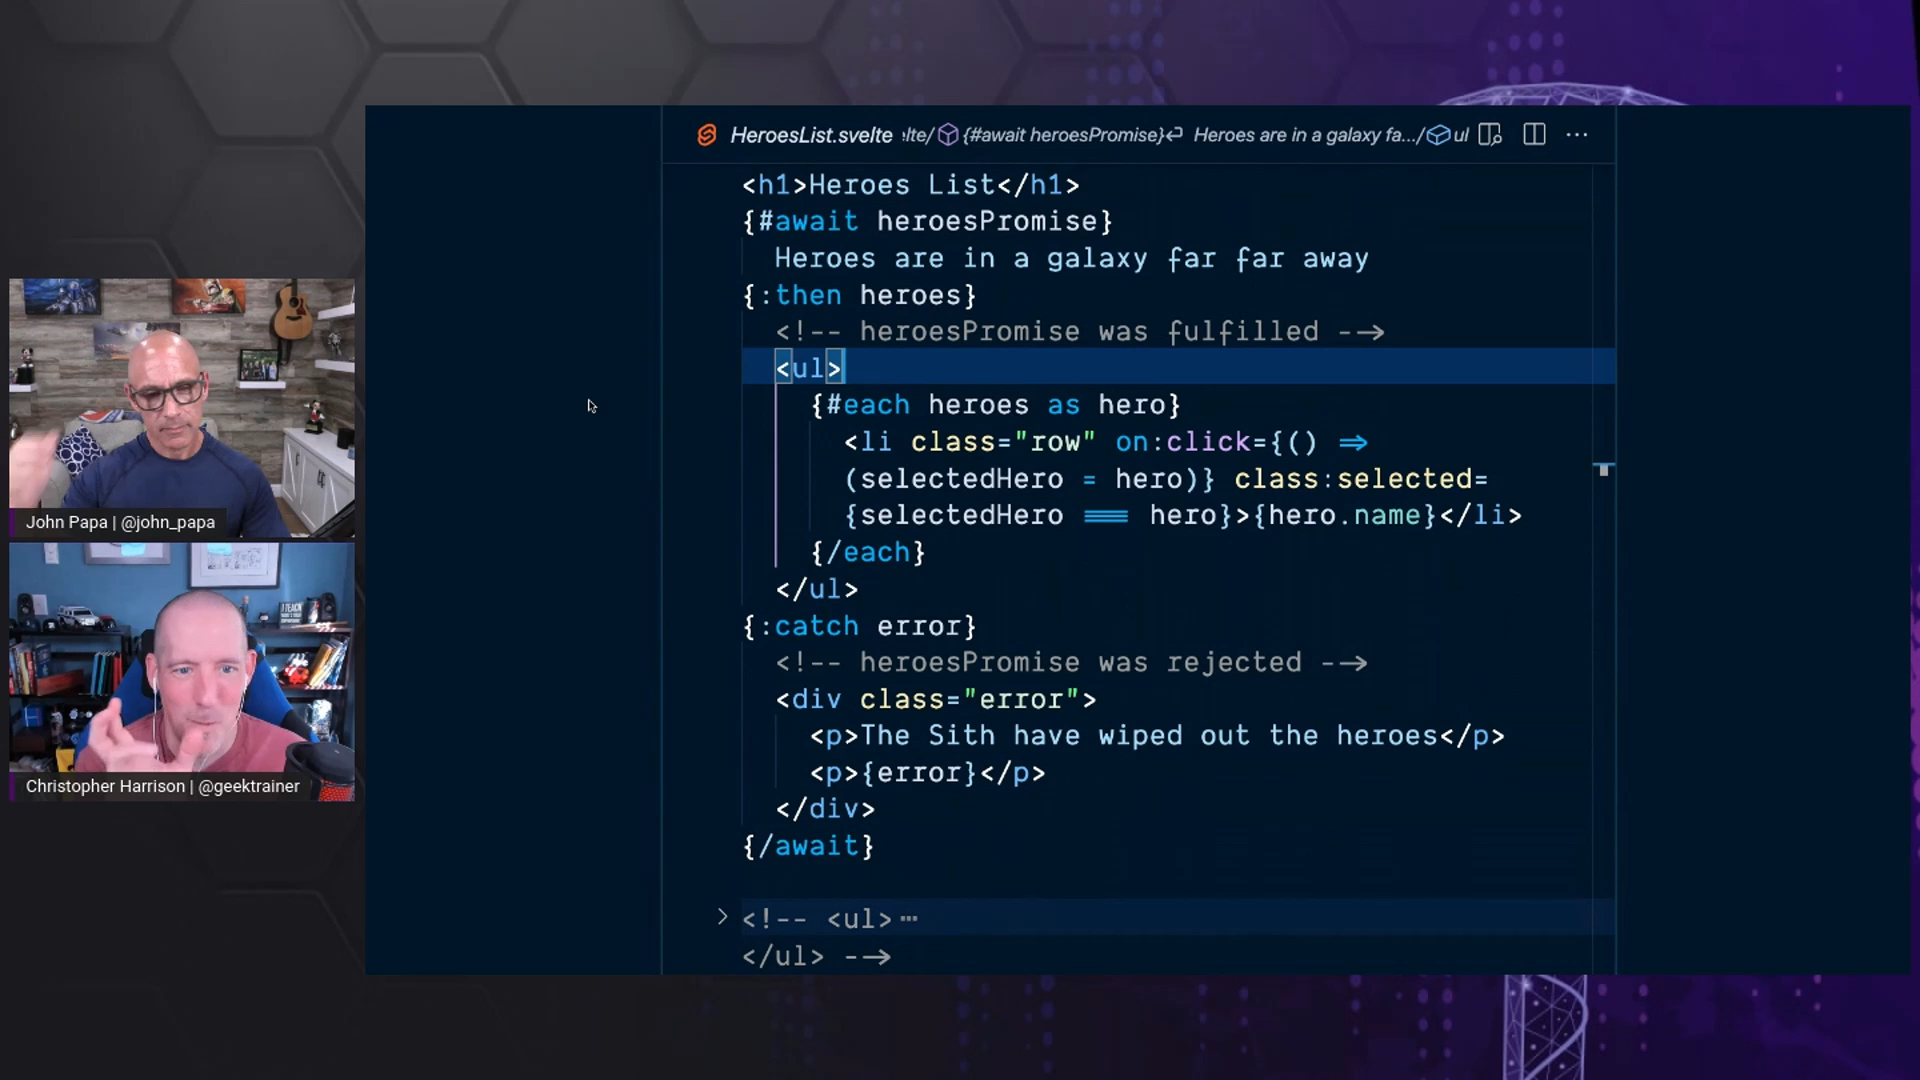 HeroesList.svelte lte/ {#await heroesPromise}↵ Heroes are in a galaxy fa.../ ul ···
<h1>Heroes List</h1>
{#await heroesPromise}
Heroes are in a galaxy far far away
{:then heroes}
<!-- heroesPromise was fulfilled -->
<ul>
{#each heroes as hero}
<li class="row" on:click={() =>
(selectedHero = hero)} class:selected=
{selectedHero === hero}>{hero.name}</li>
{/each}
</ul>
{:catch error}
<!-- heroesPromise was rejected -->
<div class="error">
<p>The Sith have wiped out the heroes</p>
<p>{error}</p>
</div>
{/await}
<!-- <ul>···
</ul> -->
John Papa | @john_papa
I TEACH
Christopher Harrison | @geektrainer